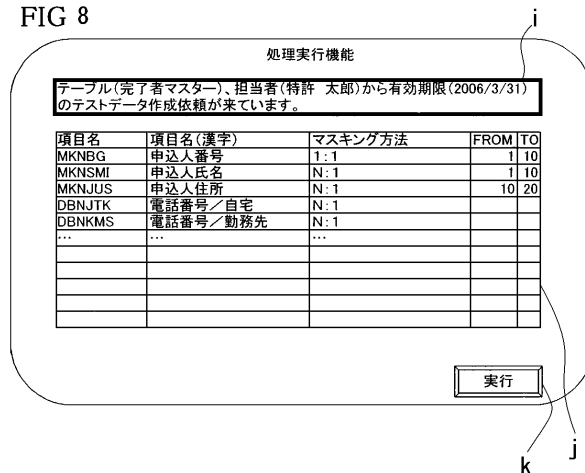 FIG 8
i
処理実行機能
テーブル(完了者マスター)、担当者(特許 太郎)から有効期限(2006/3/31)
のテストデータ作成依頼が来ています。
項目名 項目名(漢字) マスキング方法 FROM TO
MKNBG 申込人番号 1:1 1 10
MKNSMI 申込人氏名 N:1 1 10
MKNJUS 申込人住所 N:1 10 20
DBNJTK 電話番号/自宅 N:1
DBNKMS 電話番号/勤務先 N:1
... ... ...
実行
k
j